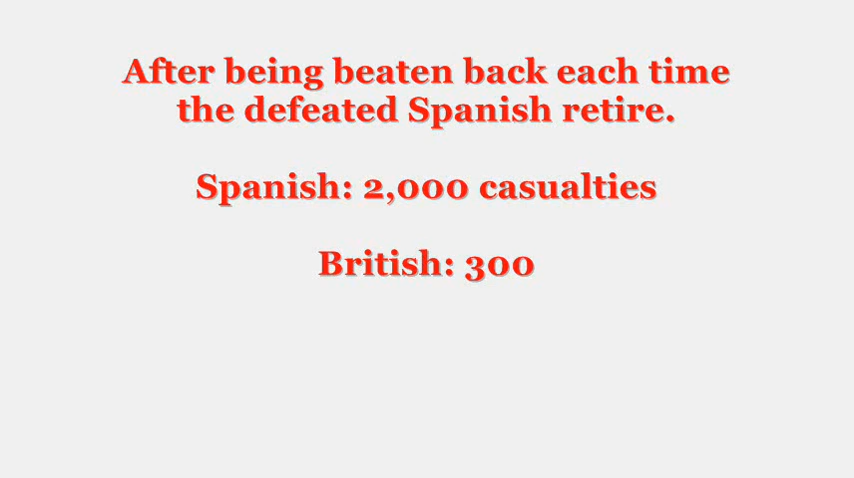 After being beaten back each time
the defeated Spanish retire.
Spanish: 2,000 casualties
British: 300